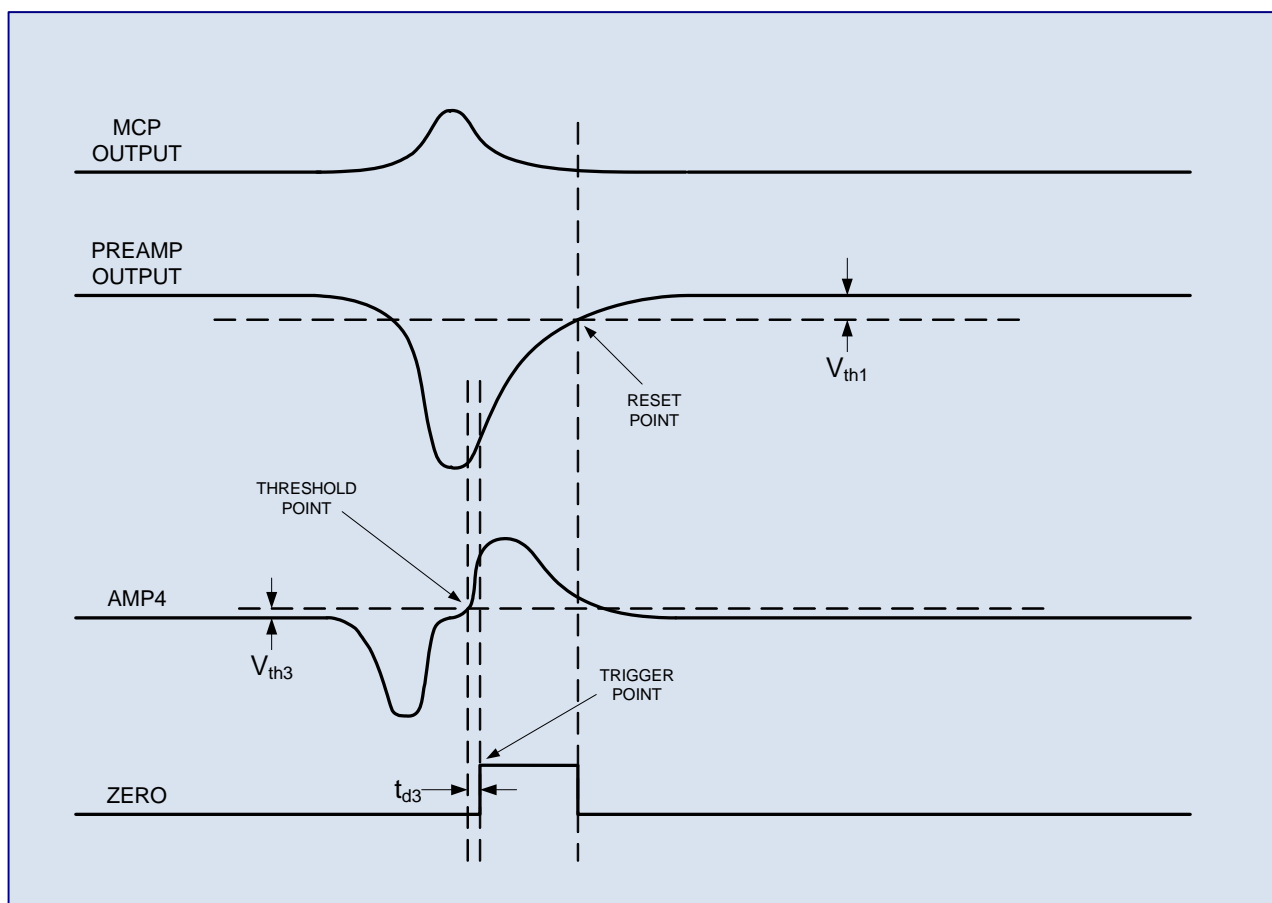 MCP
OUTPUT
PREAMP
OUTPUT
Vth1
RESET
POINT
THRESHOLD
POINT
AMP4
Vth3
TRIGGER
POINT
td3
ZERO